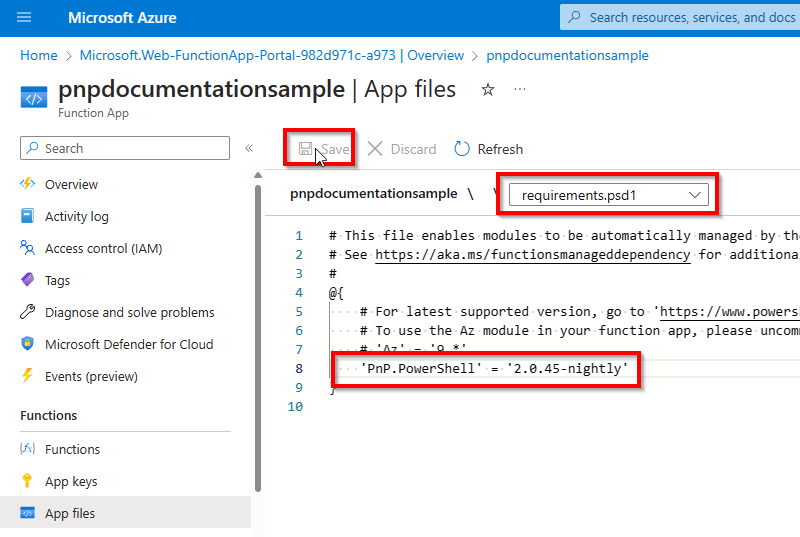 Microsoft Azure
Search resources, services, and docs
Home > Microsoft.Web-FunctionApp-Portal-982d971c-a973 | Overview > pnpdocumentationsample
pnpdocumentationsample | App files
Function App
Search
Save
Discard
Refresh
pnpdocumentationsample \ \ requirements.psd1
Overview
Activity log
Access control (IAM)
Tags
Diagnose and solve problems
Microsoft Defender for Cloud
Events (preview)
Functions
Functions
App keys
App files
1 # This file enables modules to be automatically managed by the
2 # See https://aka.ms/functionsmanageddependency for additiona
3 #
4 @{
5 # For latest supported version, go to 'https://www.powersh
6 # To use the Az module in your function app, please uncomm
7 # 'Az' = '9.*'
8 'PnP.PowerShell' = '2.0.45-nightly'
9 }
10